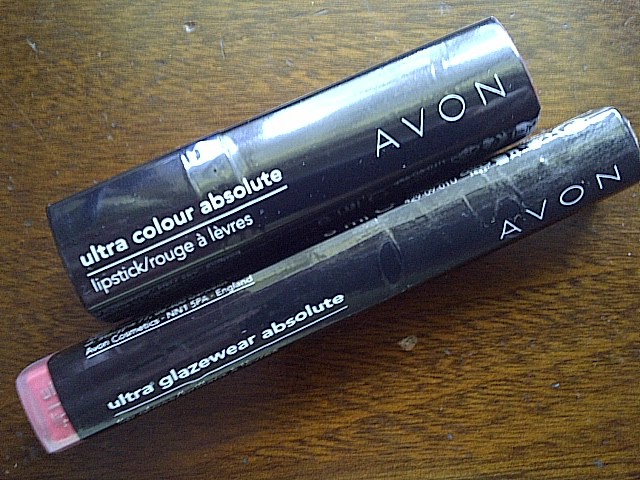 AVON
ultra colour absolute
lipstick/rouge à lèvres
AVON
Avon Cosmetics - NN1 5PA - England
ultra glazewear absolute